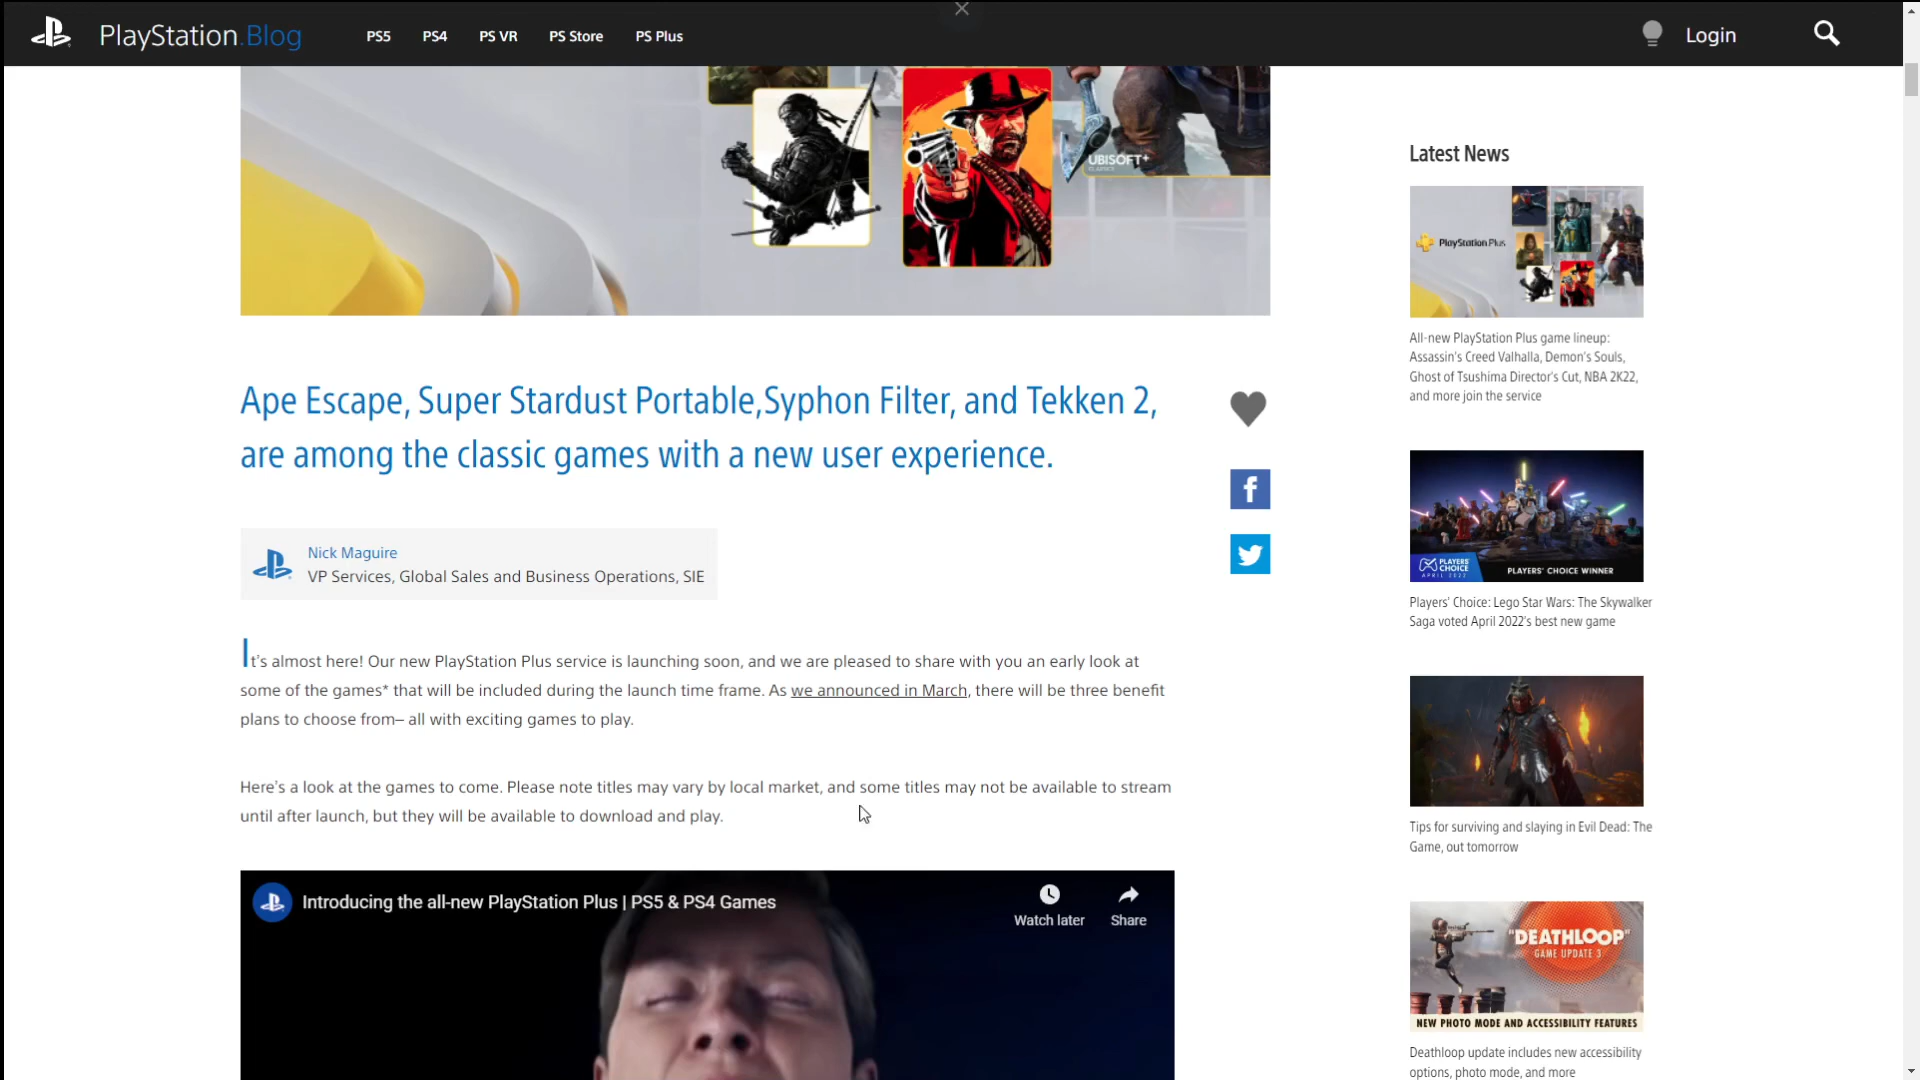 PlayStation.Blog
PS5
PS4
PS VR
PS Store
PS Plus
Login
UBISOFT+
CLASSICS
Ape Escape, Super Stardust Portable,Syphon Filter, and Tekken 2,
are among the classic games with a new user experience.
Nick Maguire
VP Services, Global Sales and Business Operations, SIE
It's almost here! Our new PlayStation Plus service is launching soon, and we are pleased to share with you an early look at
some of the games* that will be included during the launch time frame. As we announced in March, there will be three benefit
plans to choose from– all with exciting games to play.
Here's a look at the games to come. Please note titles may vary by local market, and some titles may not be available to stream
until after launch, but they will be available to download and play.
Introducing the all-new PlayStation Plus | PS5 & PS4 Games
Watch later
Share
Latest News
PlayStation Plus
All-new PlayStation Plus game lineup:
Assassin's Creed Valhalla, Demon's Souls,
Ghost of Tsushima Director's Cut, NBA 2K22,
and more join the service
PLAYERS'
CHOICE
APRIL 2022
PLAYERS' CHOICE WINNER
Players' Choice: Lego Star Wars: The Skywalker
Saga voted April 2022's best new game
Tips for surviving and slaying in Evil Dead: The
Game, out tomorrow
"DEATHLOOP"
GAME UPDATE 3
NEW PHOTO MODE AND ACCESSIBILITY FEATURES
Deathloop update includes new accessibility
options, photo mode, and more